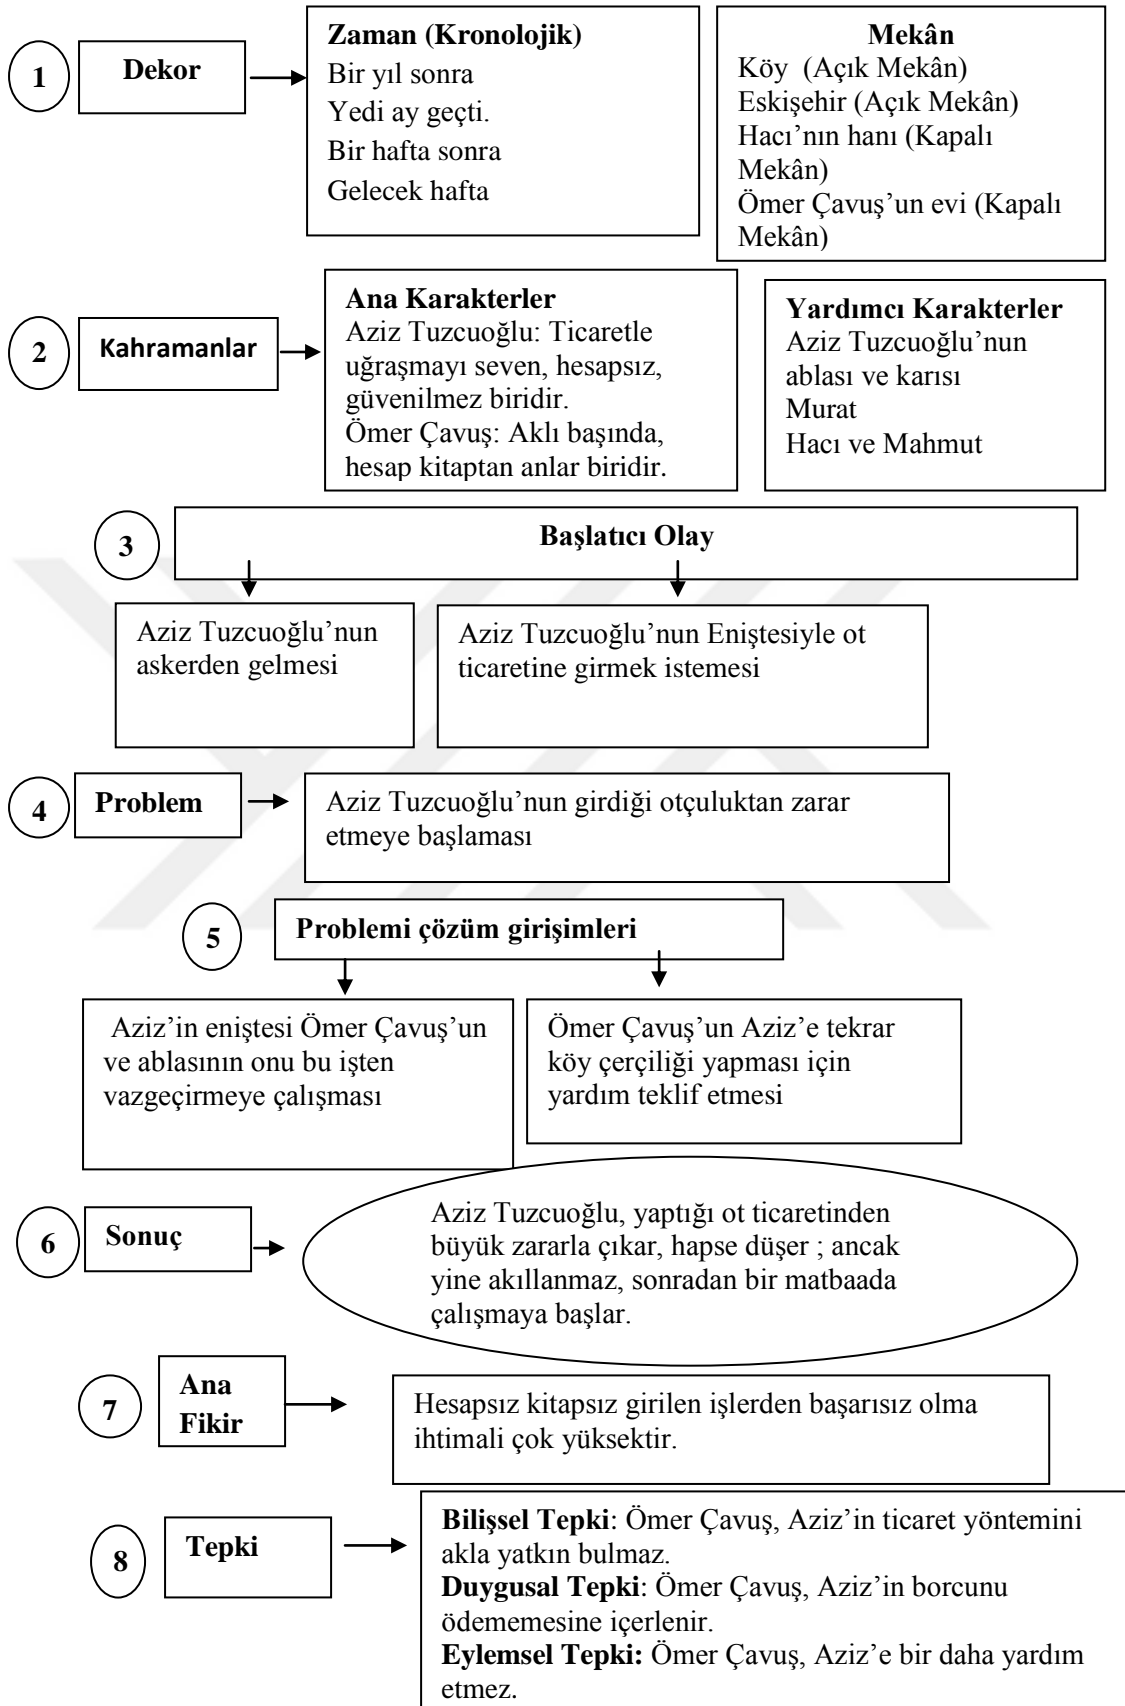 1
Dekor
Zaman (Kronolojik)
Bir yıl sonra
Yedi ay geçti.
Bir hafta sonra
Gelecek hafta
Mekân
Köy  (Açık Mekân)
Eskişehir (Açık Mekân)
Hacı’nın hanı (Kapalı
Mekân)
Ömer Çavuş’un evi (Kapalı
Mekân)
2
Kahramanlar
Ana Karakterler
Aziz Tuzcuoğlu: Ticaretle
uğraşmayı seven, hesapsız,
güvenilmez biridir.
Ömer Çavuş: Aklı başında,
hesap kitaptan anlar biridir.
Yardımcı Karakterler
Aziz Tuzcuoğlu’nun
ablası ve karısı
Murat
Hacı ve Mahmut
3
Başlatıcı Olay
Aziz Tuzcuoğlu’nun
askerden gelmesi
Aziz Tuzcuoğlu’nun Eniştesiyle ot
ticaretine girmek istemesi
4
Problem
Aziz Tuzcuoğlu’nun girdiği otçuluktan zarar
etmeye başlaması
5
Problemi çözüm girişimleri
Aziz’in eniştesi Ömer Çavuş’un
ve ablasının onu bu işten
vazgeçirmeye çalışması
Ömer Çavuş’un Aziz’e tekrar
köy çerçiliği yapması için
yardım teklif etmesi
6
Sonuç
Aziz Tuzcuoğlu, yaptığı ot ticaretinden
büyük zararla çıkar, hapse düşer ; ancak
yine akıllanmaz, sonradan bir matbaada
çalışmaya başlar.
7
Ana
Fikir
Hesapsız kitapsız girilen işlerden başarısız olma
ihtimali çok yüksektir.
8
Tepki
Bilişsel Tepki: Ömer Çavuş, Aziz’in ticaret yöntemini
akla yatkın bulmaz.
Duygusal Tepki: Ömer Çavuş, Aziz’in borcunu
ödememesine içerlenir.
Eylemsel Tepki: Ömer Çavuş, Aziz’e bir daha yardım
etmez.